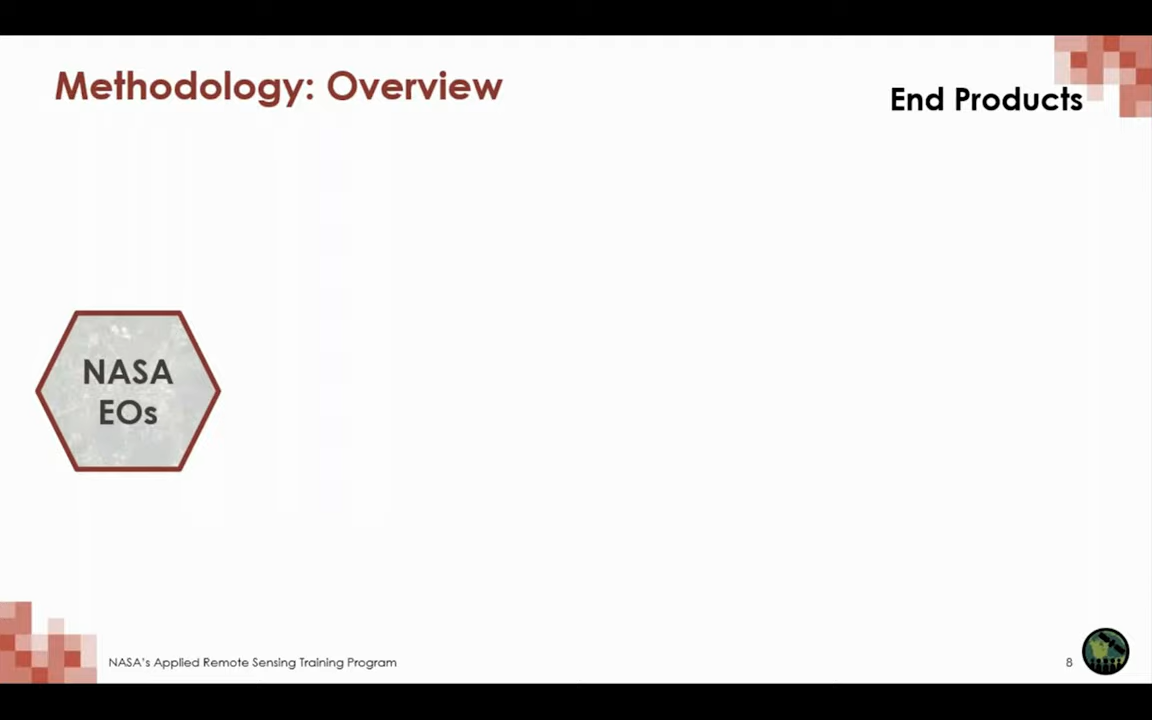 Methodology: Overview
End Products
NASA
EOs
NASA's Applied Remote Sensing Training Program
8